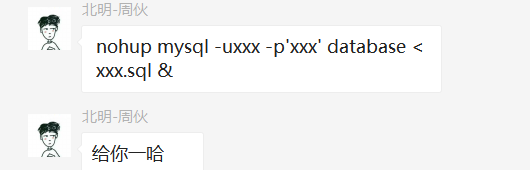 北明-周伙
nohup mysql -uxxx -p'xxx' database <
xxx.sql &
北明-周伙
给你一哈